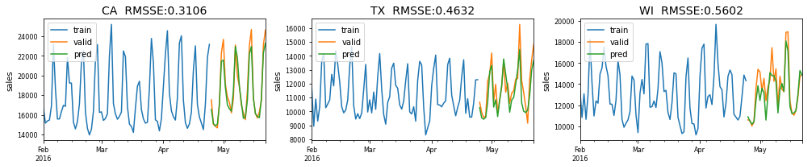 CA RMSSE:0.3106
sales
24000
22000
20000
18000
16000
14000
train
valid
pred
Feb
2016
Mar
Apr
May
TX RMSSE:0.4632
sales
16000
15000
14000
13000
12000
11000
10000
9000
8000
train
valid
pred
Feb
2016
Mar
Apr
May
WI RMSSE:0.5602
sales
20000
18000
16000
14000
12000
10000
train
valid
pred
Feb
2016
Mar
Apr
May